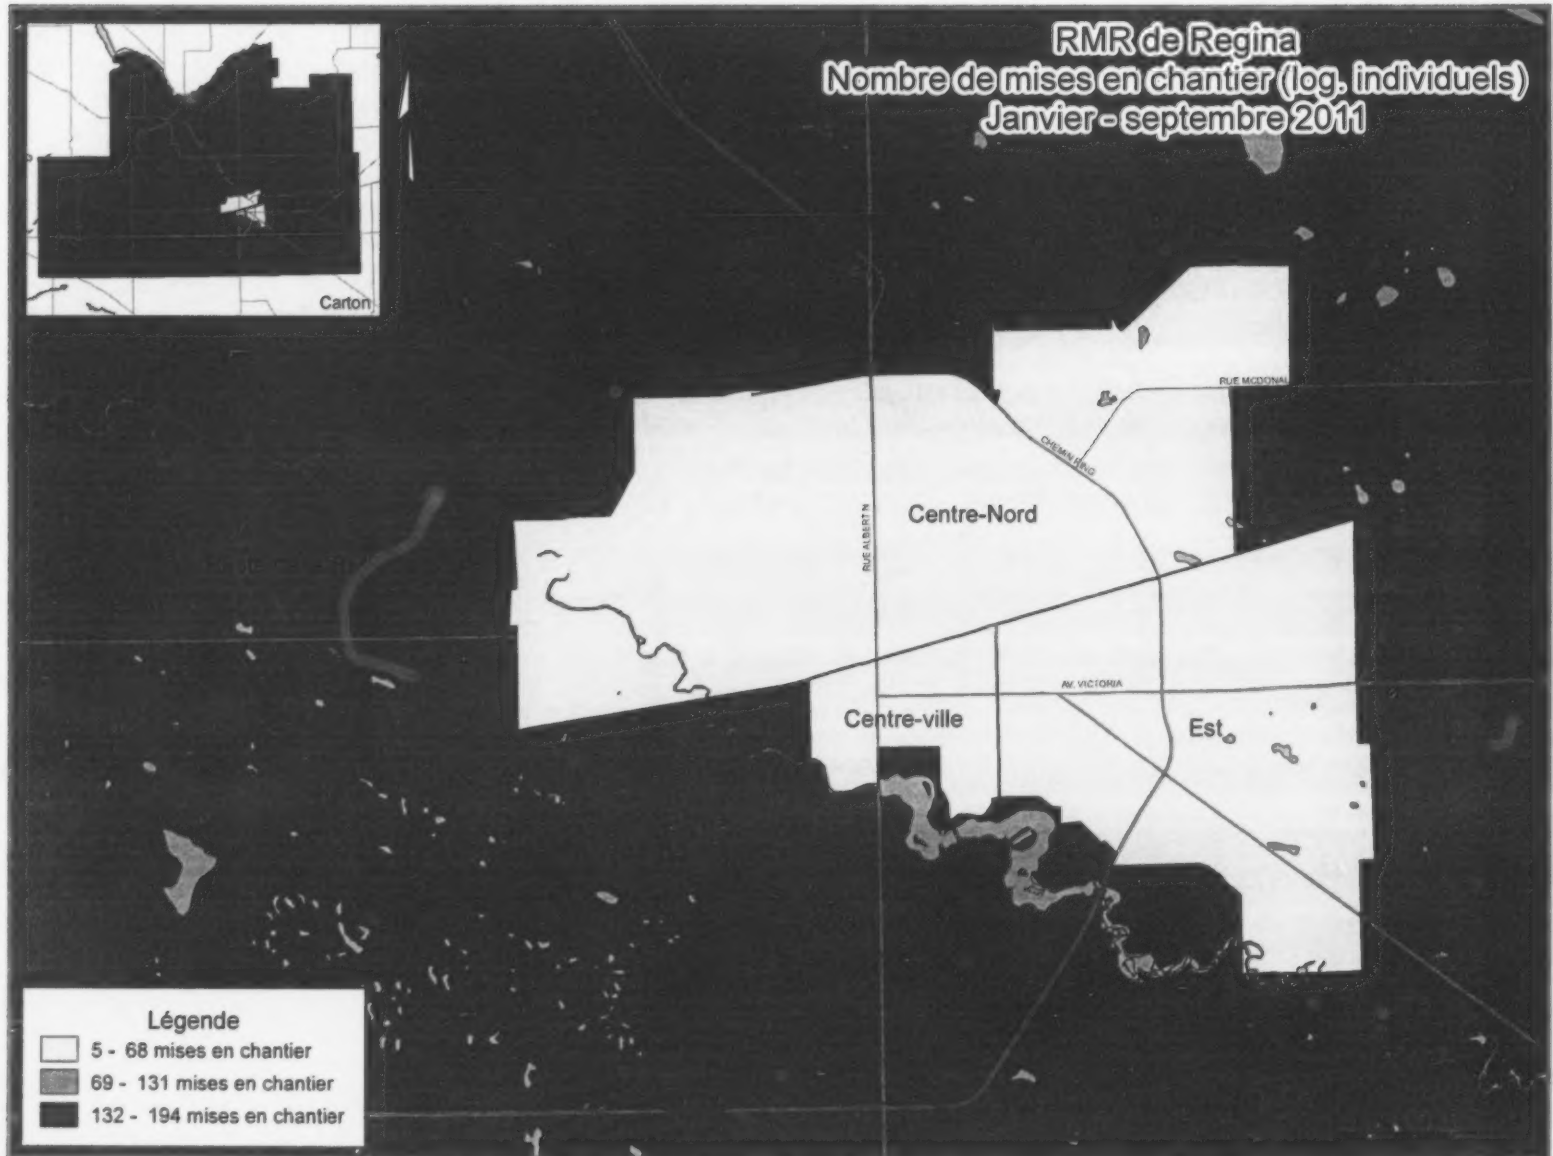 RMR de Regina
Nombre de mises en chantier (log. individuels)
Janvier - septembre 2011
Carton
RUE MCDONAL
CHEMIN RING
RUE ALBERT N
Centre-Nord
AV. VICTORIA
Centre-ville
Est
Légende
5 - 68 mises en chantier
69 - 131 mises en chantier
132 - 194 mises en chantier